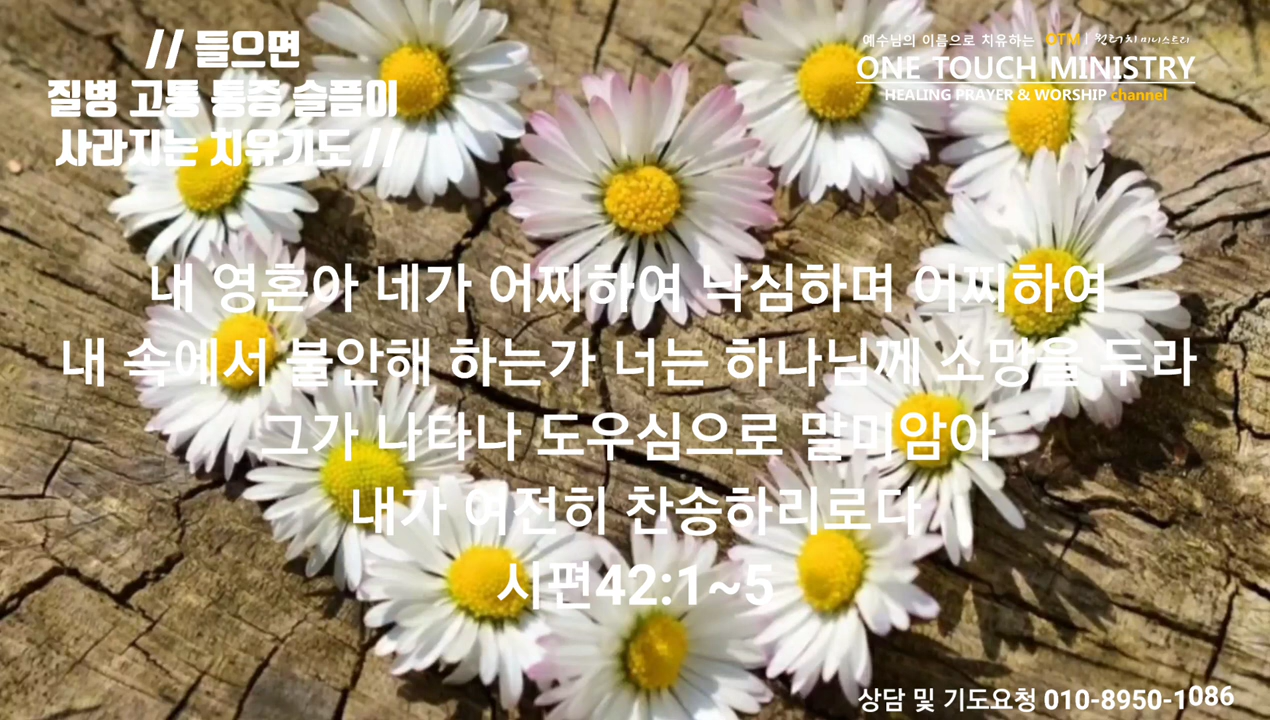 // 들으면
질병 고통 통증 슬픔이
사라지는 치유기도 //
예수님의 이름으로 치유하는 OTM | 원터치 미니스트리
ONE TOUCH MINISTRY
HEALING PRAYER & WORSHIP channel
내 영혼아 네가 어찌하여 낙심하며 어찌하여
내 속에서 불안해 하는가 너는 하나님께 소망을 두라
그가 나타나 도우심으로 말미암아
내가 여전히 찬송하리로다
시편42:1~5
상담 및 기도요청 010-8950-1086